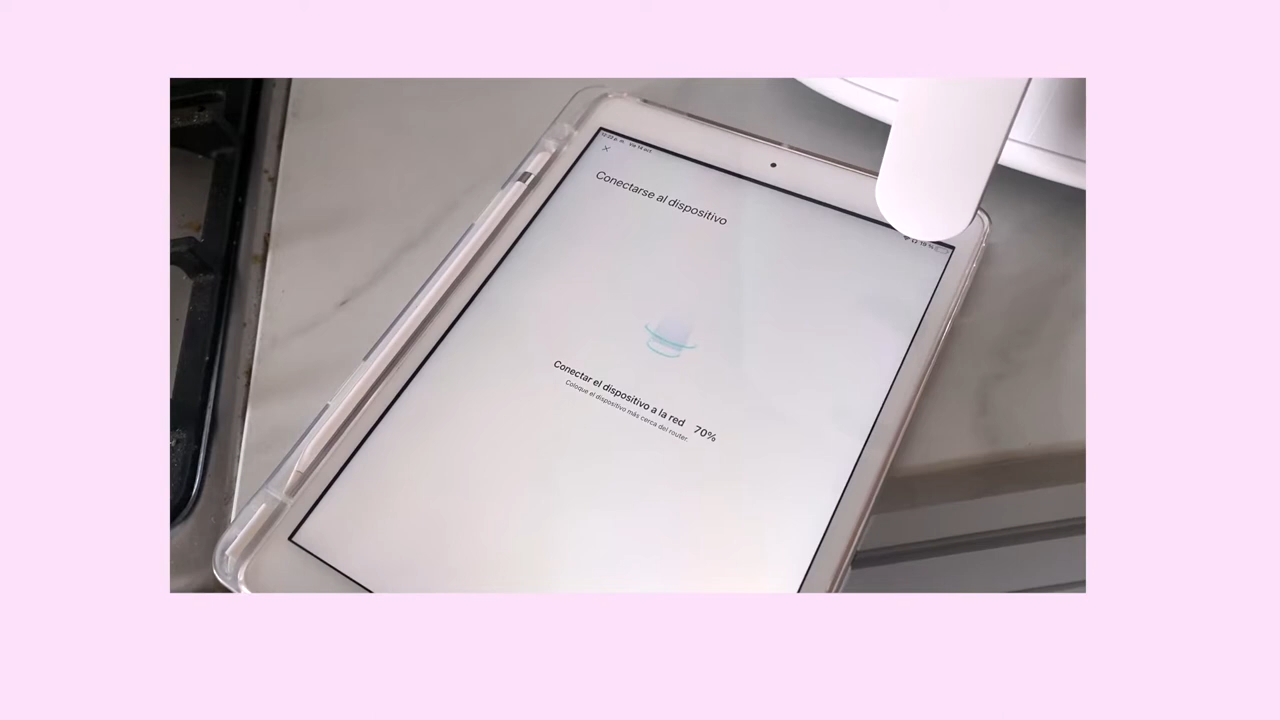 Conectarse al dispositivo
Conectar el dispositivo a la red 70%
Coloque el dispositivo más cerca del router.